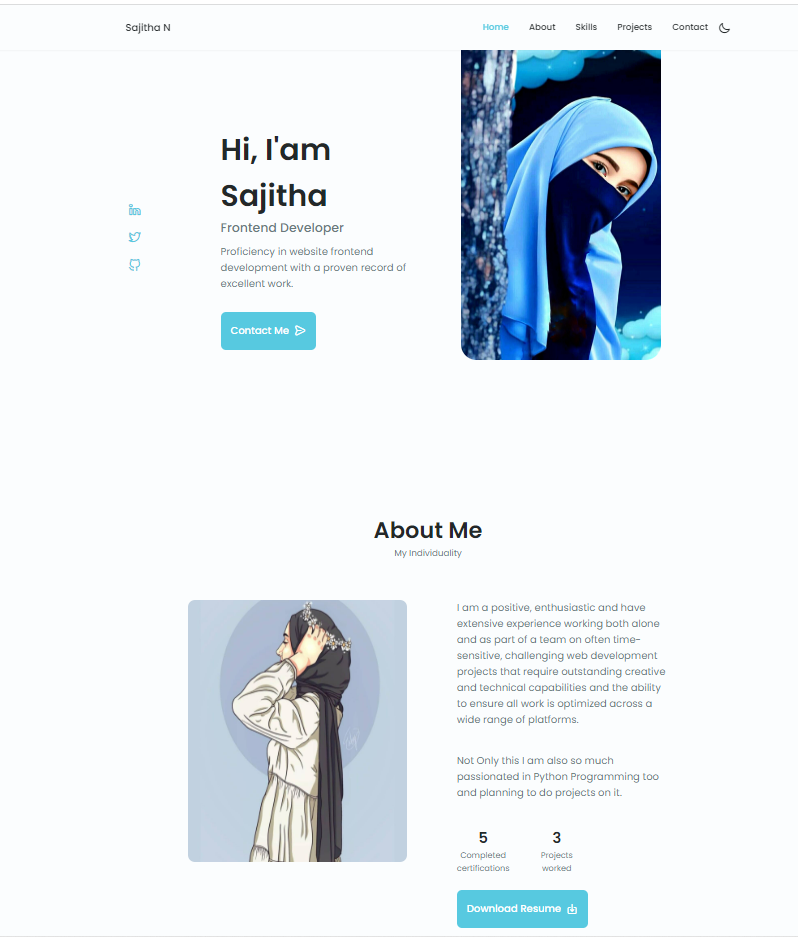 Sajitha N
Home About Skills Projects Contact
Hi, I'am
Sajitha
Frontend Developer
Proficiency in website frontend
development with a proven record of
excellent work.
Contact Me
About Me
My Individuality
I am a positive, enthusiastic and have
extensive experience working both alone
and as part of a team on often time-
sensitive, challenging web development
projects that require outstanding creative
and technical capabilities and the ability
to ensure all work is optimized across a
wide range of platforms.
Not Only this I am also so much
passionated in Python Programming too
and planning to do projects on it.
5 3
Completed Projects
certifications worked
Download Resume